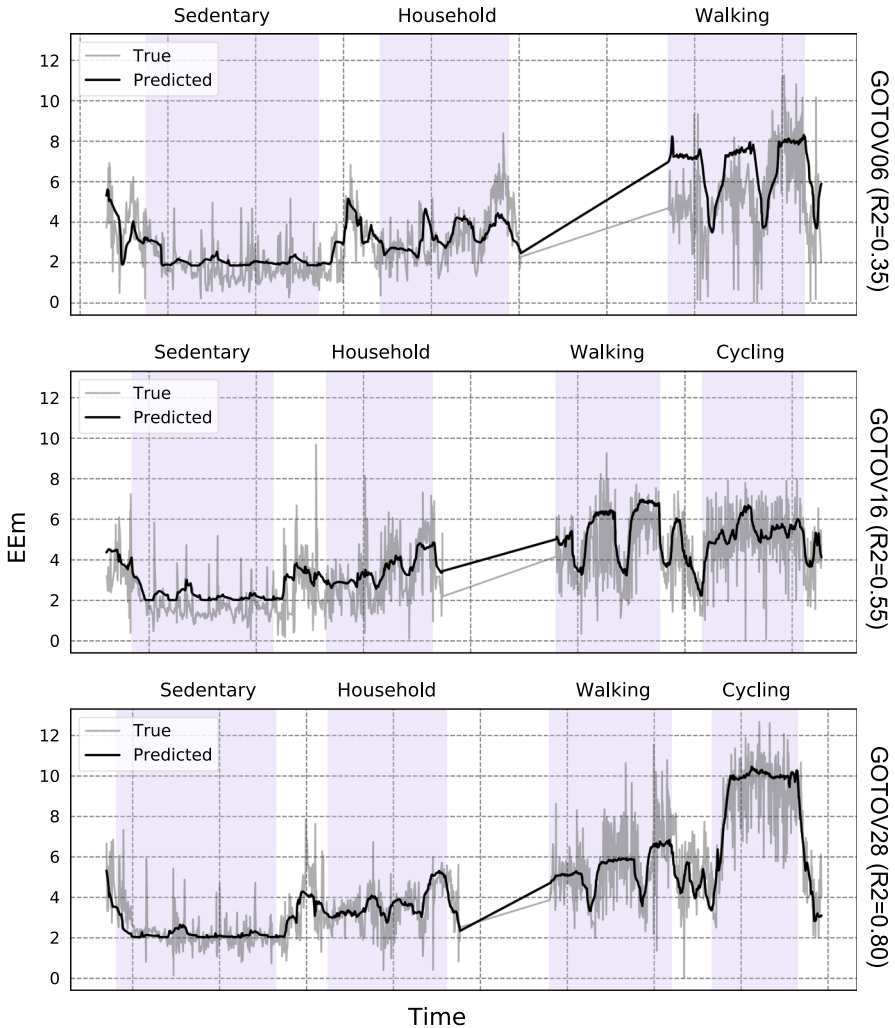 Sedentary Household Walking
True
Predicted
12
10
8
6
4
2
0
GOTOV06 (R2=0.35)
Sedentary Household Walking Cycling
True
Predicted
12
10
8
6
4
2
0
EEm
GOTOV16 (R2=0.55)
Sedentary Household Walking Cycling
True
Predicted
12
10
8
6
4
2
0
GOTOV28 (R2=0.80)
Time